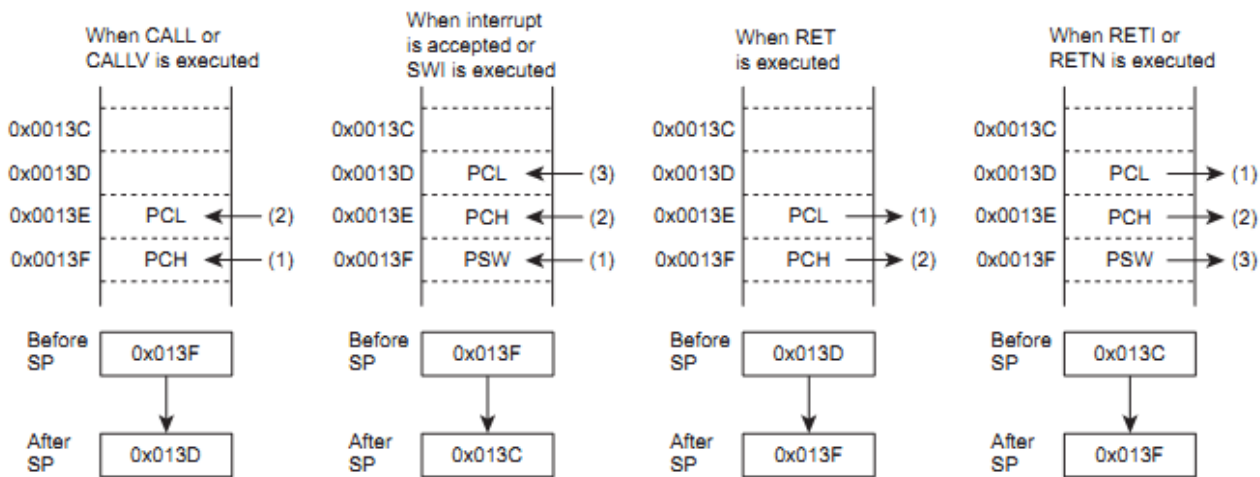 When CALL or
CALLV is executed
When interrupt
is accepted or
SWI is executed
When RET
is executed
When RETI or
RETN is executed
0x0013C
0x0013C
0x0013C
0x0013C
0x0013D
0x0013D
PCL
(3)
0x0013D
0x0013D
PCL
(1)
0x0013E
PCL
(2)
0x0013E
PCH
(2)
0x0013E
PCL
(1)
0x0013E
PCH
(2)
0x0013F
PCH
(1)
0x0013F
PSW
(1)
0x0013F
PCH
(2)
0x0013F
PSW
(3)
Before
SP
0x013F
Before
SP
0x013F
Before
SP
0x013D
Before
SP
0x013C
After
SP
0x013D
After
SP
0x013C
After
SP
0x013F
After
SP
0x013F